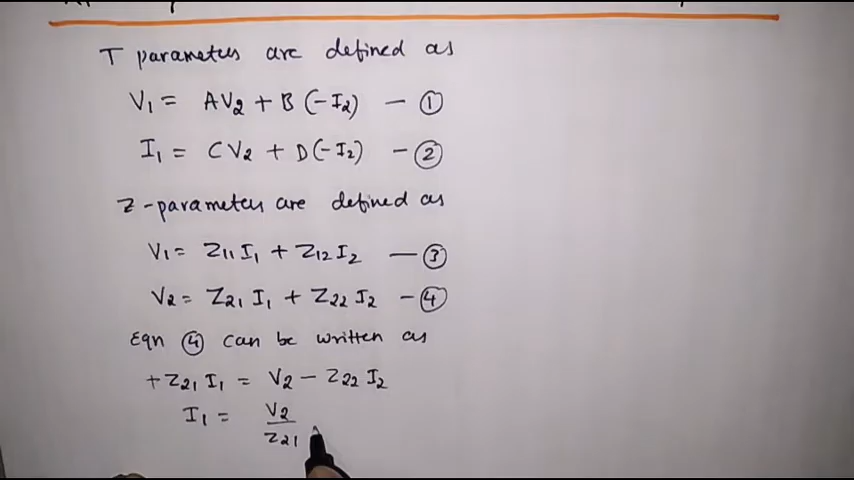 T parameters are defined as
V₁ = AV₂ + B (-I₂) — ①
I₁ = CV₂ + D(-I₂) — ②
Z-parameters are defined as
V₁ = Z₁₁ I₁ + Z₁₂ I₂ — ③
V₂ = Z₂₁ I₁ + Z₂₂ I₂ — ④
Eqn ④ can be written as
+Z₂₁ I₁ = V₂ - Z₂₂ I₂
I₁ = V₂ / Z₂₁